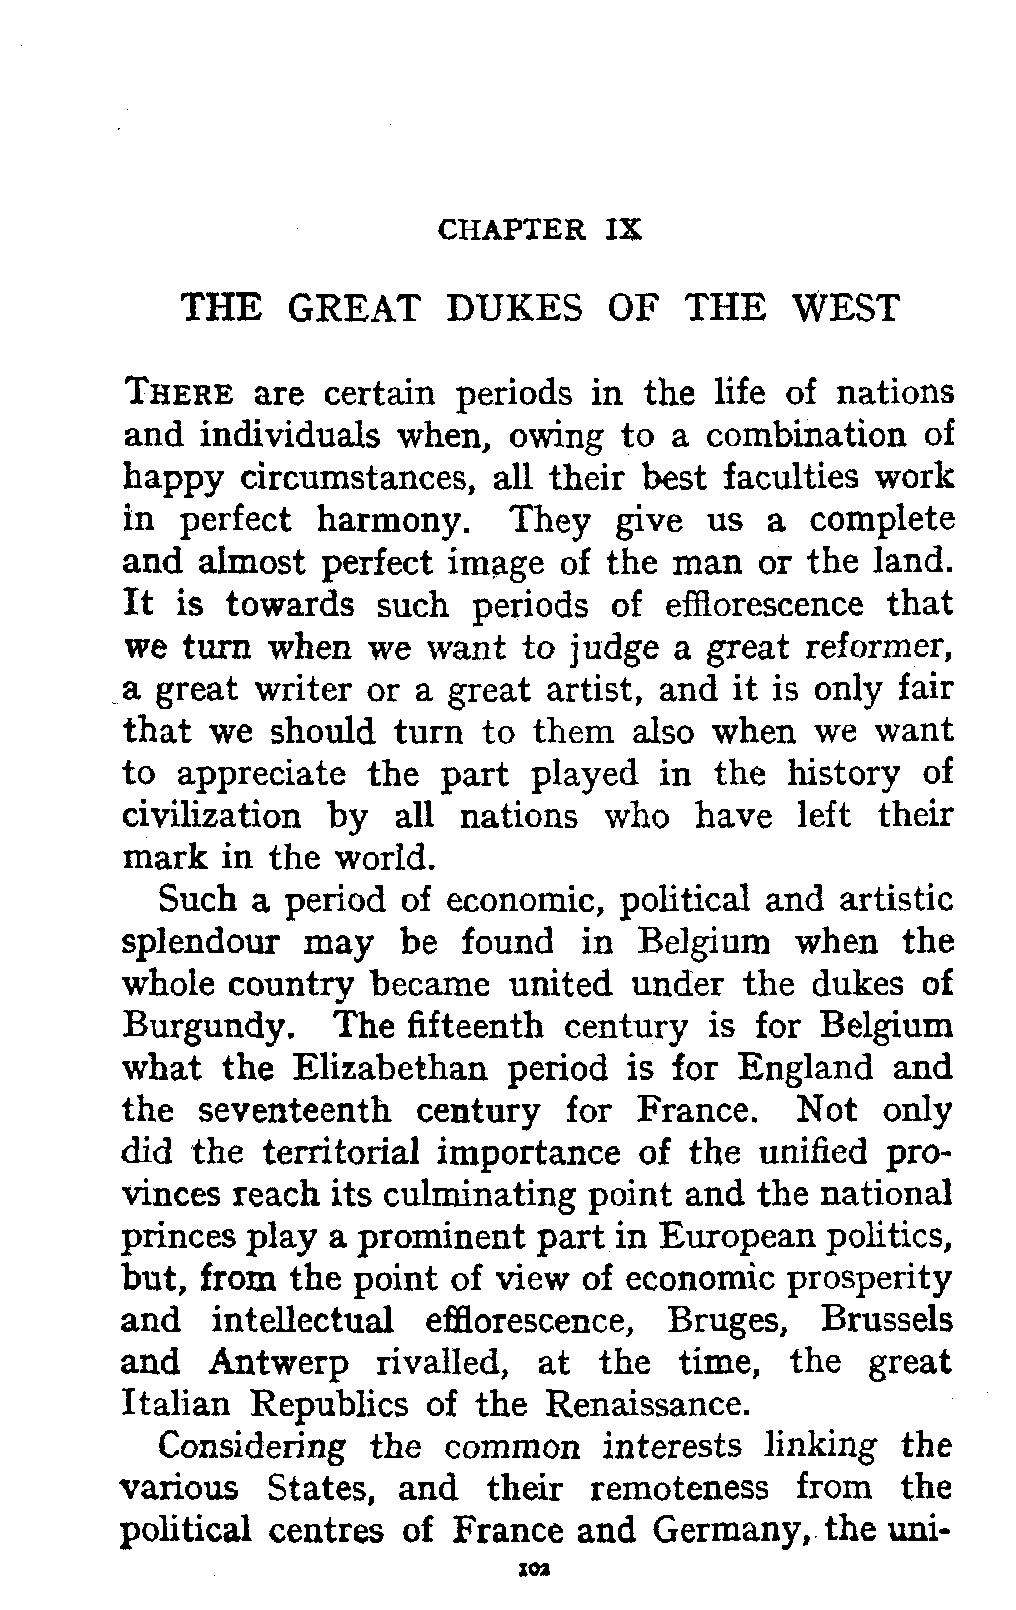 CHAPTER IX
THE GREAT DUKES OF THE WEST
THERE are certain periods in the life of nations
and individuals when, owing to a combination of
happy circumstances, all their best faculties work
in perfect harmony. They give us a complete
and almost perfect image of the man or the land.
It is towards such periods of efflorescence that
we turn when we want to judge a great reformer,
a great writer or a great artist, and it is only fair
that we should turn to them also when we want
to appreciate the part played in the history of
civilization by all nations who have left their
mark in the world.
Such a period of economic, political and artistic
splendour may be found in Belgium when the
whole country became united under the dukes of
Burgundy. The fifteenth century is for Belgium
what the Elizabethan period is for England and
the seventeenth century for France. Not only
did the territorial importance of the unified pro-
vinces reach its culminating point and the national
princes play a prominent part in European politics,
but, from the point of view of economic prosperity
and intellectual efflorescence, Bruges, Brussels
and Antwerp rivalled, at the time, the great
Italian Republics of the Renaissance.
Considering the common interests linking the
various States, and their remoteness from the
political centres of France and Germany, the uni-
102